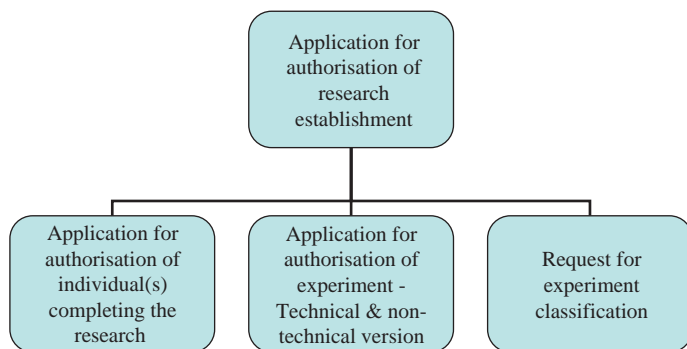 Application for
authorisation of
research
establishment
Application for
authorisation of
individual(s)
completing the
research
Application for
authorisation of
experiment -
Technical & non-
technical version
Request for
experiment
classification